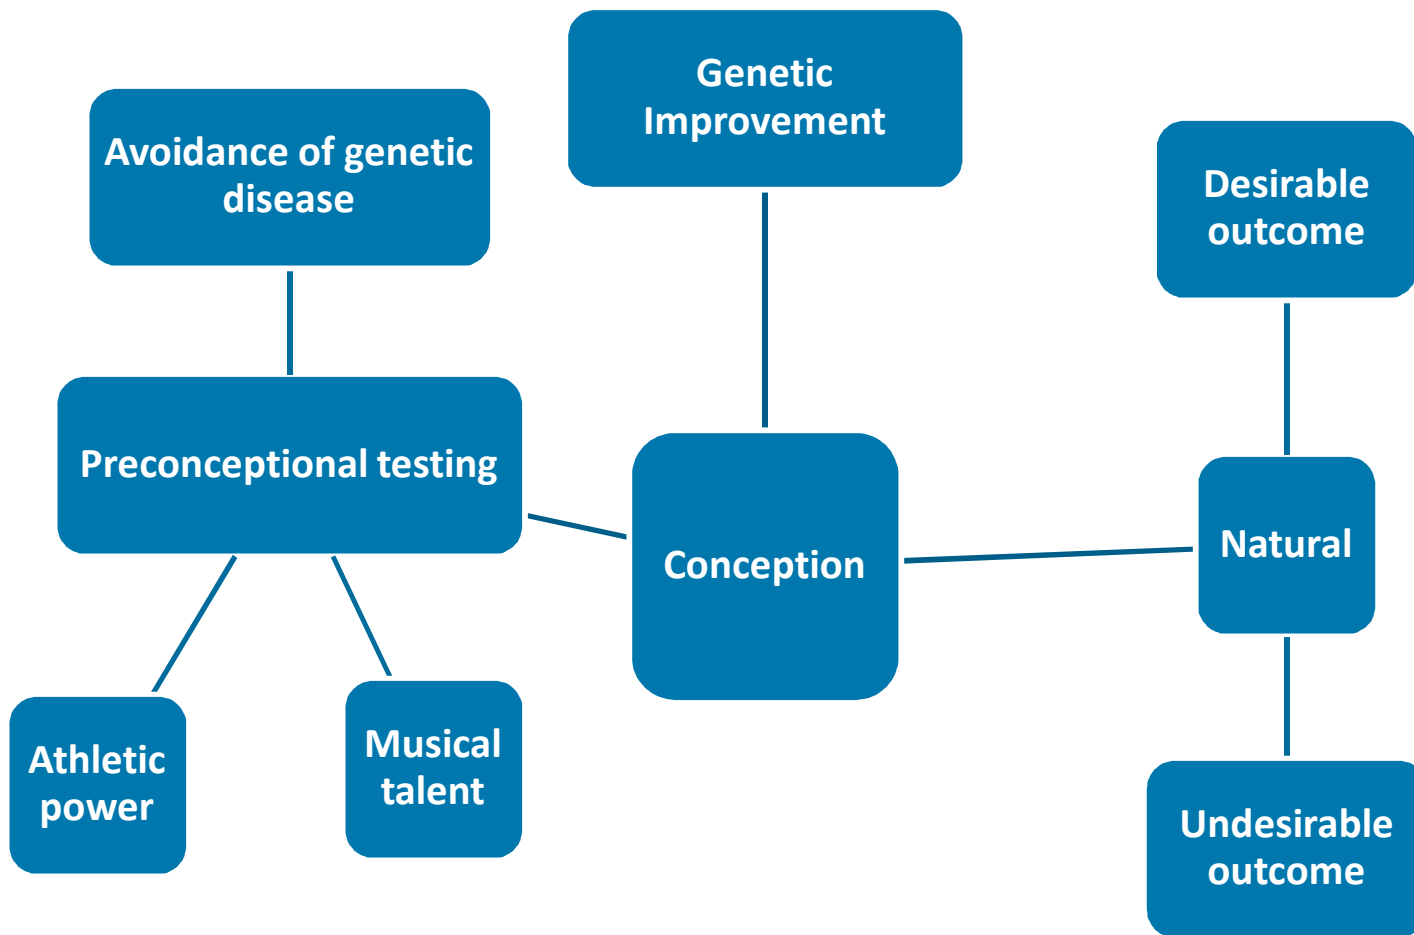 Genetic
Improvement
Avoidance of genetic
disease
Desirable
outcome
Preconceptional testing
Conception
Natural
Athletic
power
Musical
talent
Undesirable
outcome